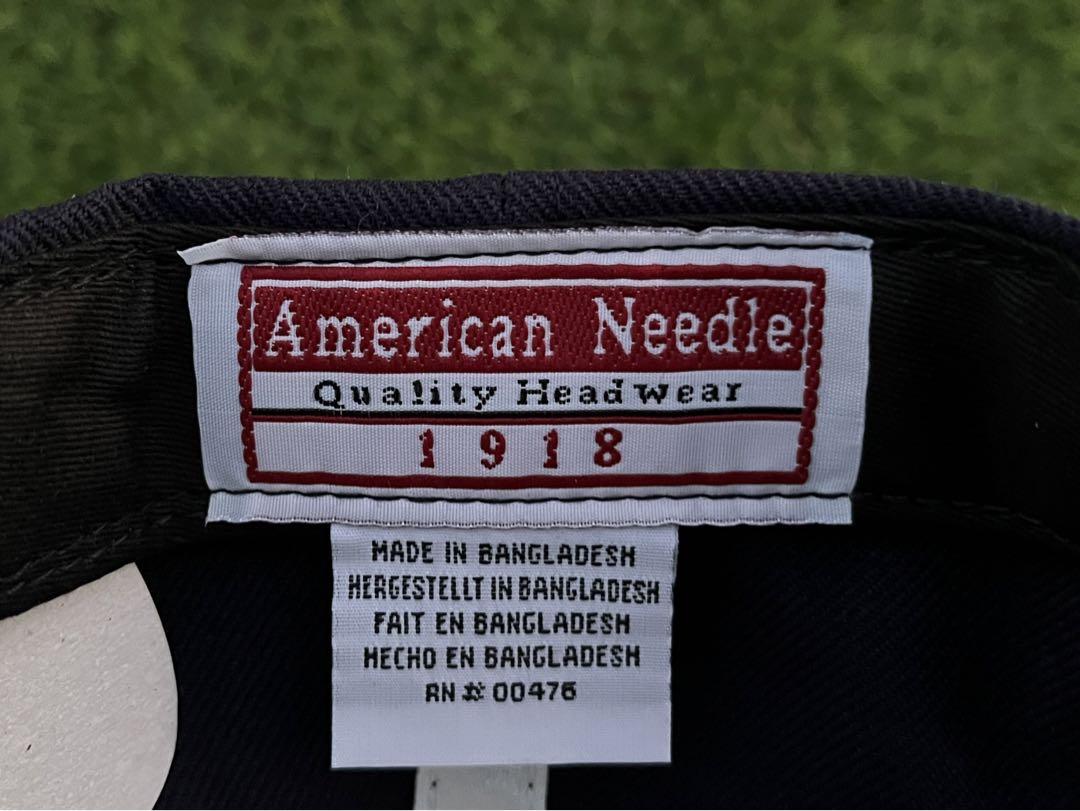 American Needle
Quality Headwear
1918
MADE IN BANGLADESH
HERGESTELLT IN BANGLADESH
FAIT EN BANGLADESH
HECHO EN BANGLADESH
RN # 00476